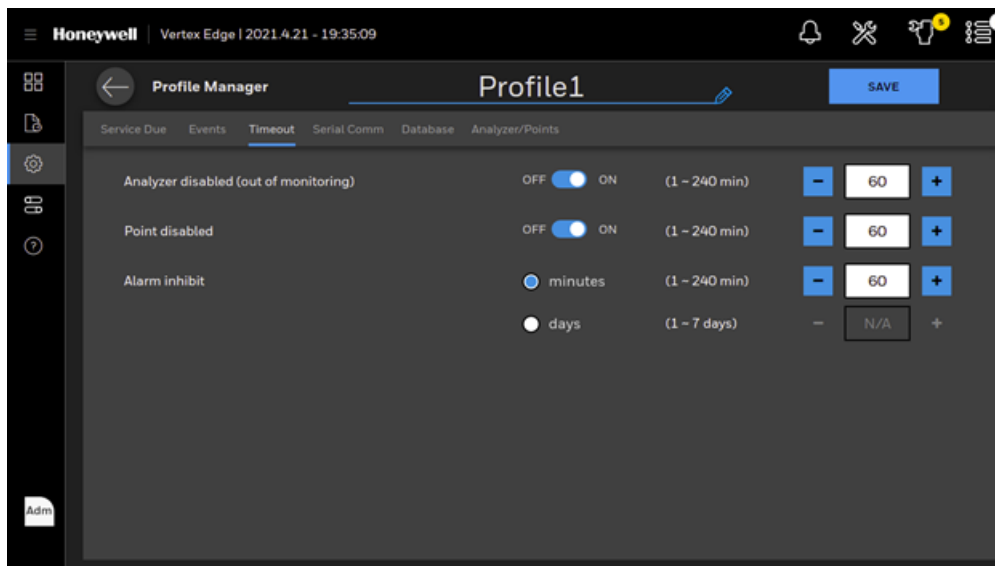 Honeywell | Vertex Edge | 2021.4.21 - 19:35:09
5
Profile Manager Profile1 SAVE
Service Due Events Timeout Serial Comm Database Analyzer/Points
Analyzer disabled (out of monitoring) OFF ON (1 – 240 min) - 60 +
Point disabled OFF ON (1 – 240 min) - 60 +
Alarm inhibit minutes (1 – 240 min) - 60 +
days (1 – 7 days) - N/A +
Adm